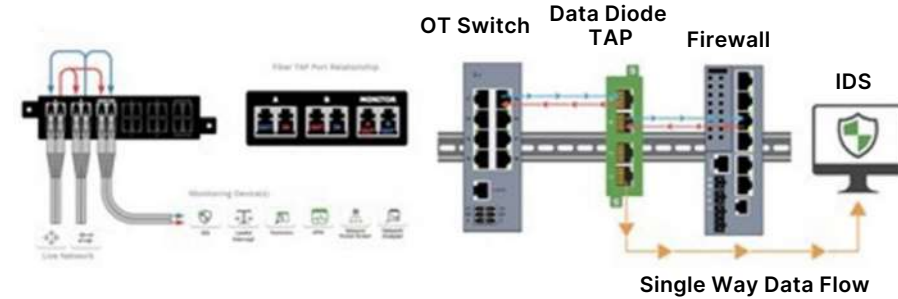 OT Switch
Data Diode
TAP
Firewall
IDS
Fiber TAP Port Relationship
A
B
MONITOR
Monitoring Device(s)
IDS
Live Network
Single Way Data Flow